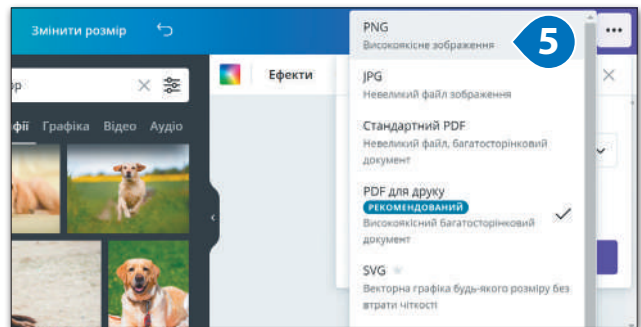 Змінити розмір
Ефекти
Графіка Відео Аудіо
PNG
Високоякісне зображення
5
JPG
Невеликий файл зображення
Стандартний PDF
Невеликий файл, багатосторінковий
документ
PDF для друку
РЕКОМЕНДОВАНИЙ
Високоякісний багатосторінковий
документ
SVG
Векторна графіка будь-якого розміру без
втрати чіткості